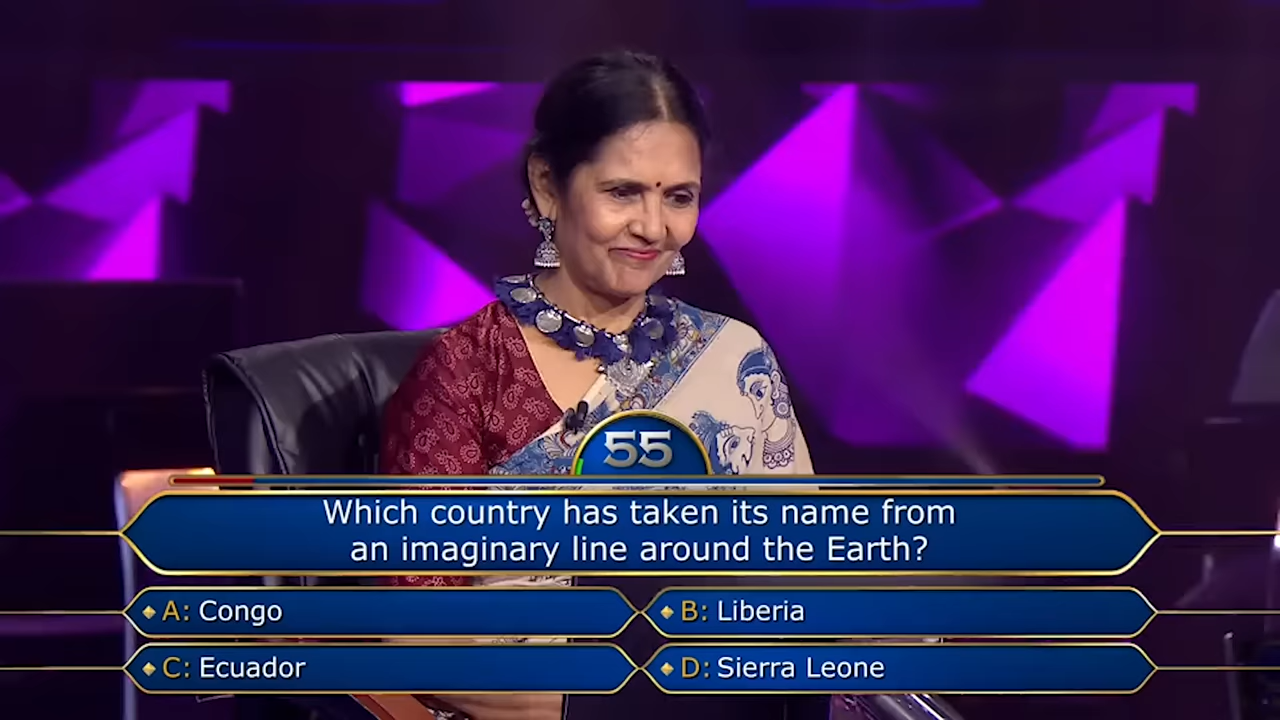 55
Which country has taken its name from
an imaginary line around the Earth?
A: Congo
B: Liberia
C: Ecuador
D: Sierra Leone